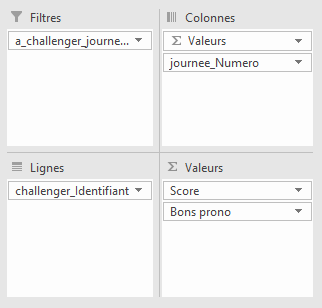 Filtres
a_challenger_journe...
Colonnes
Σ Valeurs
journee_Numero
Lignes
challenger_Identifiant
Σ Valeurs
Score
Bons prono